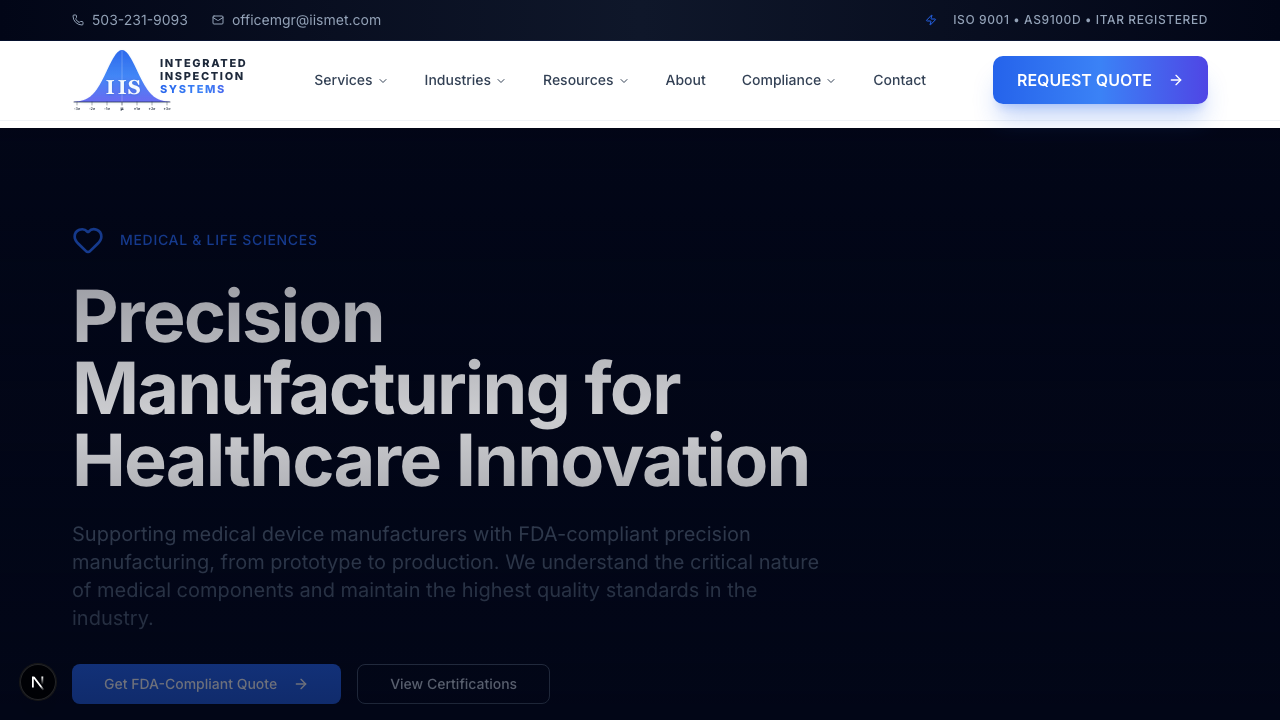 503-231-9093
officemgr@iismet.com
ISO 9001 • AS9100D • ITAR REGISTERED
IIS
INTEGRATED
INSPECTION
SYSTEMS
Services
Industries
Resources
About
Compliance
Contact
REQUEST QUOTE
MEDICAL & LIFE SCIENCES
Precision
Manufacturing for
Healthcare Innovation
Supporting medical device manufacturers with FDA-compliant precision
manufacturing, from prototype to production. We understand the critical nature
of medical components and maintain the highest quality standards in the
industry.
N
Get FDA-Compliant Quote
View Certifications